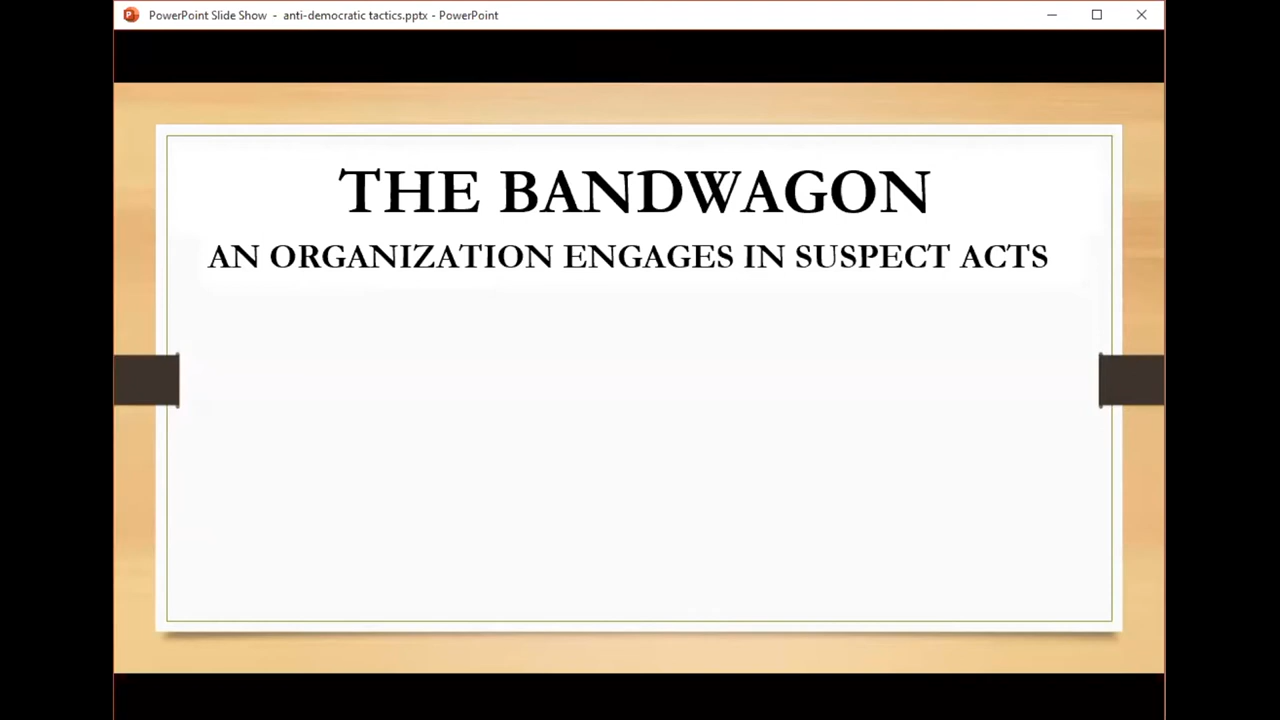 PowerPoint Slide Show - anti-democratic tactics.pptx - PowerPoint
THE BANDWAGON
AN ORGANIZATION ENGAGES IN SUSPECT ACTS